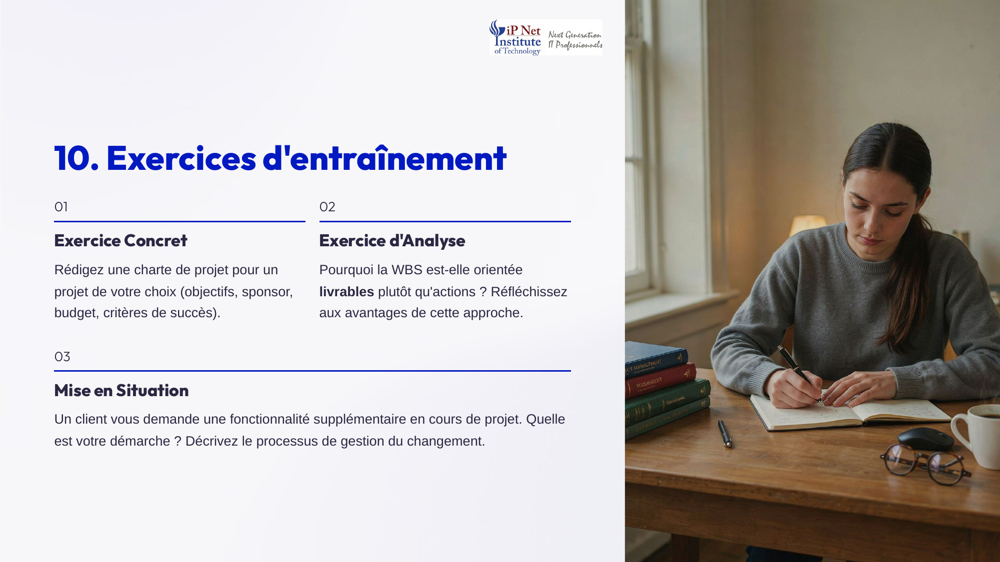 iP Net
Institute
of Technology
Next Generation
IT Professionnels
10. Exercices d'entraînement
01
Exercice Concret
Rédigez une charte de projet pour un
projet de votre choix (objectifs, sponsor,
budget, critères de succès).
02
Exercice d'Analyse
Pourquoi la WBS est-elle orientée
livrables plutôt qu'actions ? Réfléchissez
aux avantages de cette approche.
03
Mise en Situation
Un client vous demande une fonctionnalité supplémentaire en cours de projet. Quelle
est votre démarche ? Décrivez le processus de gestion du changement.
ECT MANAGEMENT